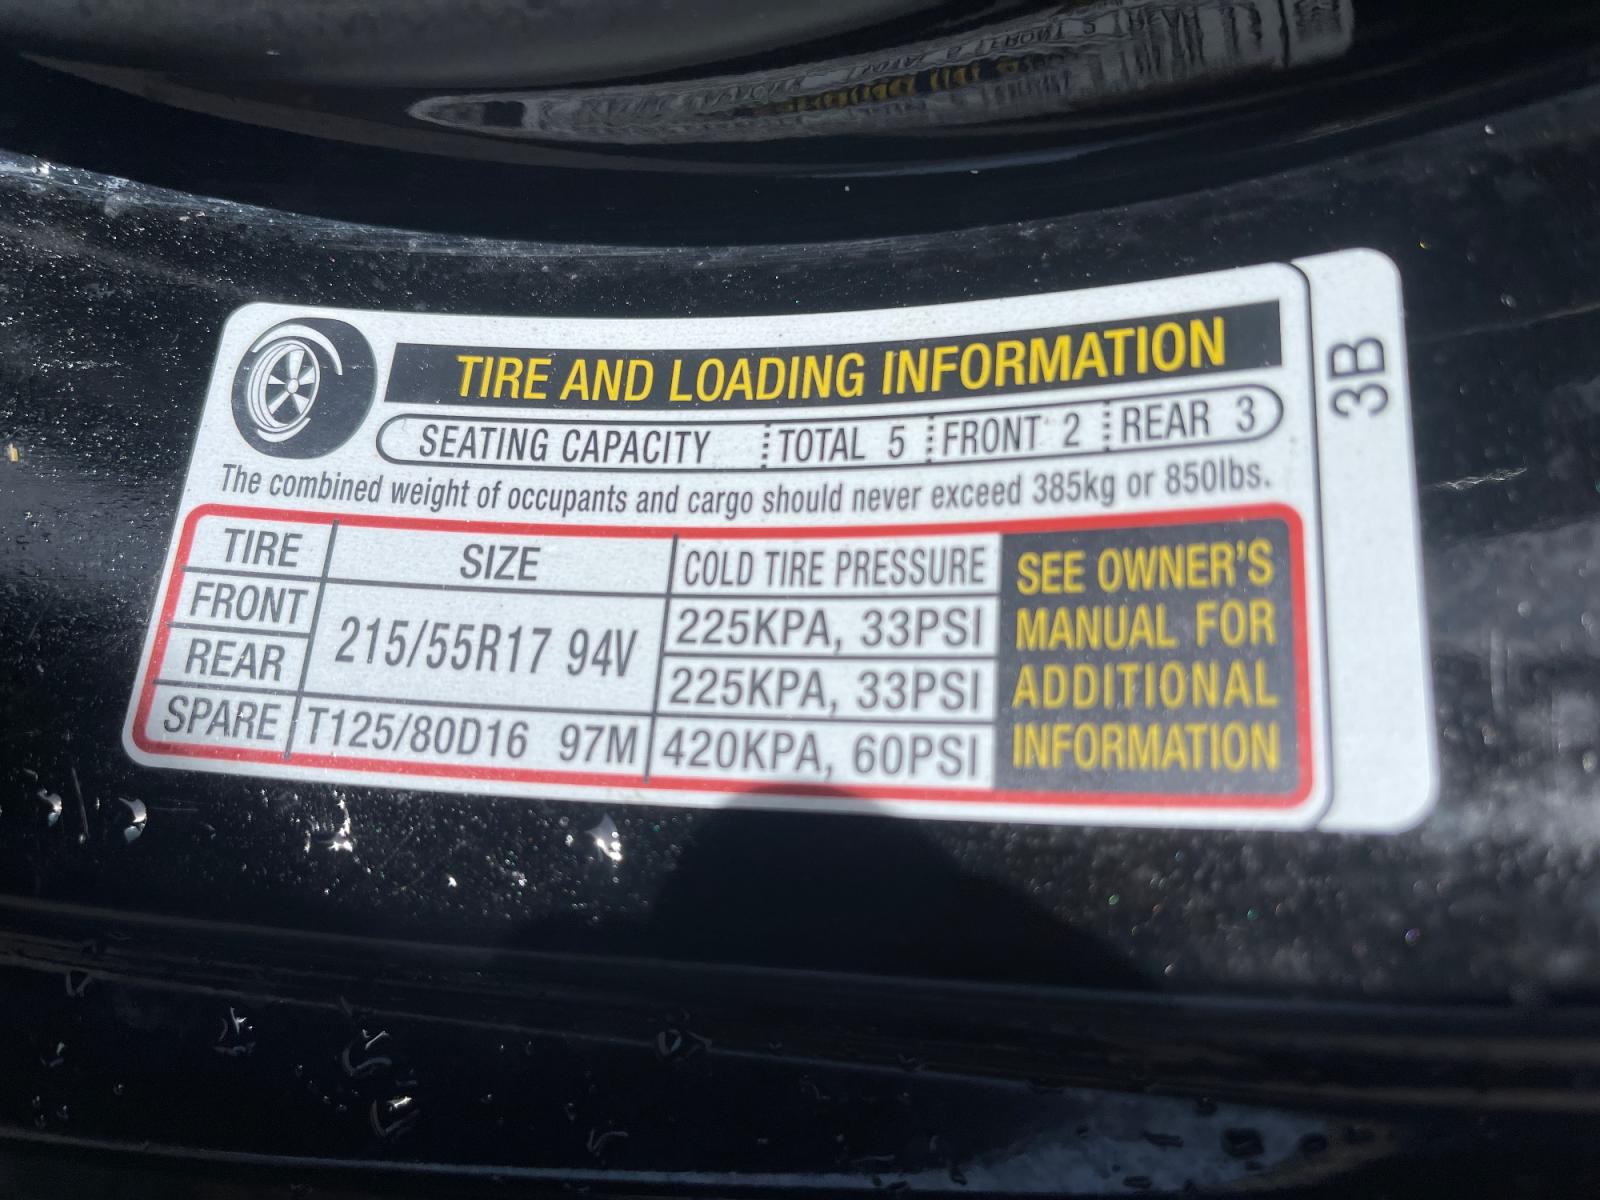 TIRE AND LOADING INFORMATION
SEATING CAPACITY TOTAL 5 FRONT 2 REAR 3
The combined weight of occupants and cargo should never exceed 385kg or 850lbs.
TIRE SIZE COLD TIRE PRESSURE
FRONT 215/55R17 94V 225KPA, 33PSI
REAR 225KPA, 33PSI
SPARE T125/80D16 97M 420KPA, 60PSI
SEE OWNER'S
MANUAL FOR
ADDITIONAL
INFORMATION
3B